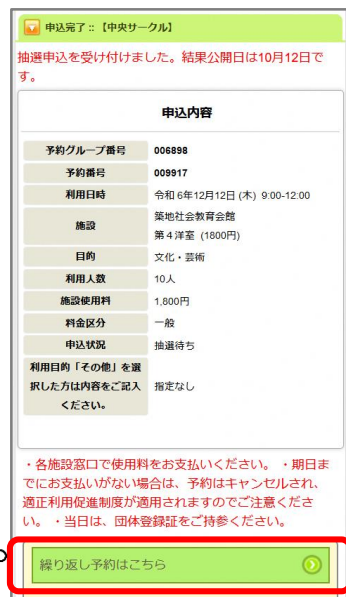 申込完了 :: 【中央サークル】
抽選申込を受け付けました。結果公開日は10月12日で
す。
申込内容
予約グループ番号 006898
予約番号 009917
利用日時 令和 6年12月12日 (木) 9:00-12:00
施設 築地社会教育会館
第４洋室 (1800円)
目的 文化・芸術
利用人数 10人
施設使用料 1,800円
料金区分 一般
申込状況 抽選待ち
利用目的「その他」を選
択した方は内容をご記入 指定なし
ください。
・各施設窓口で使用料をお支払いください。 ・期日ま
でにお支払いがない場合は、予約はキャンセルされ、
適正利用促進制度が適用されますのでご注意くださ
い。 ・当日は、団体登録証をご持参ください。
繰り返し予約はこちら